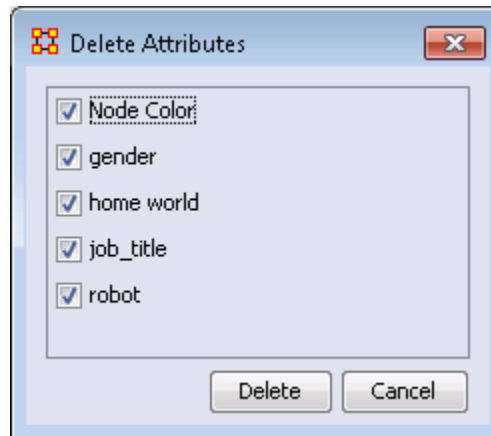 Delete Attributes
Node Color
gender
home world
job_title
robot
Delete Cancel